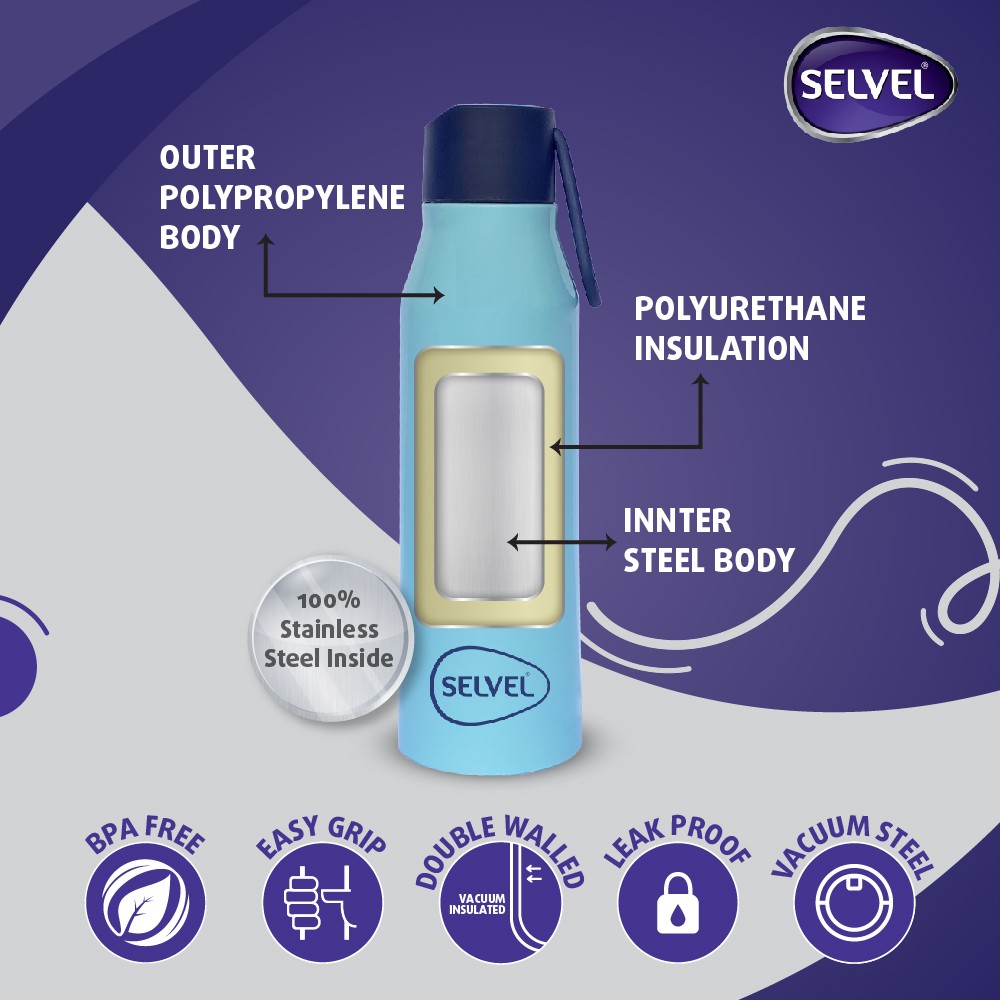 SELVEL®
OUTER
POLYPROPYLENE
BODY
POLYURETHANE
INSULATION
INNTER
STEEL BODY
100%
Stainless
Steel Inside
SELVEL®
BPA FREE
EASY GRIP
DOUBLE WALLED
VACUUM
INSULATED
LEAK PROOF
VACUUM STEEL